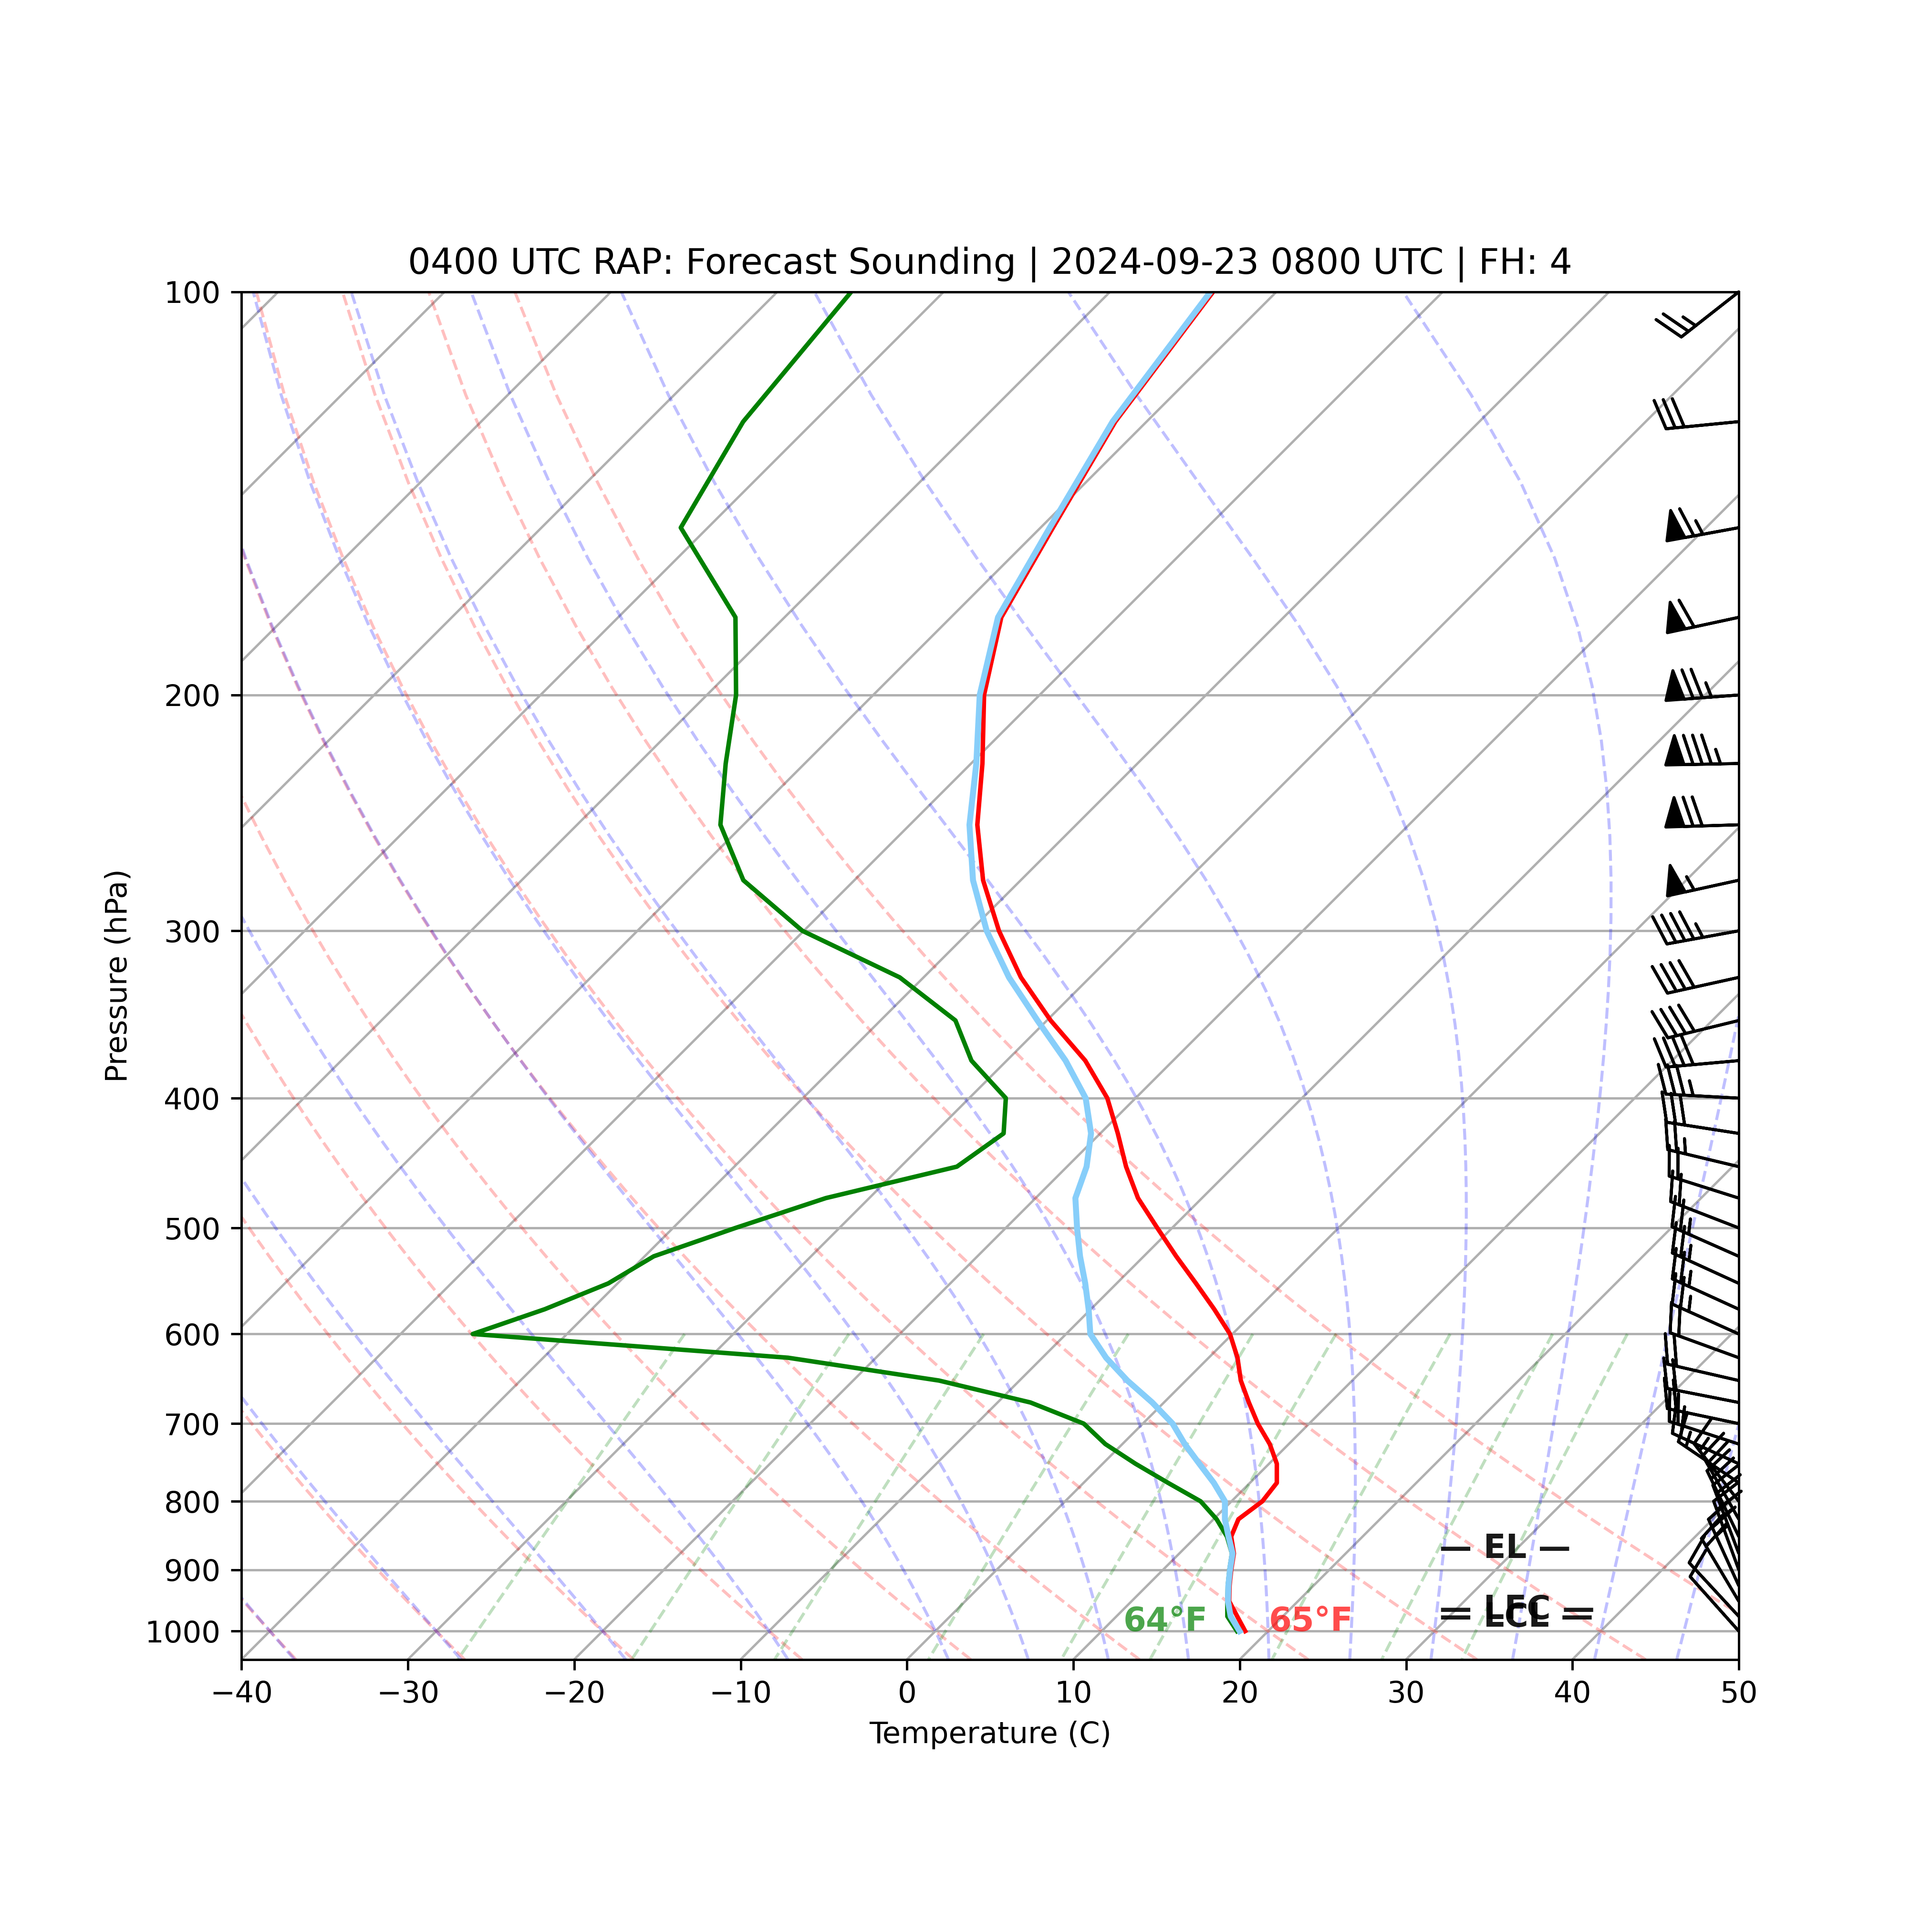 0400 UTC RAP: Forecast Sounding | 2024-09-23 0800 UTC | FH: 4
100
200
300
400
500
600
700
800
900
1000
Pressure (hPa)
— EL —
— LFC —
— LCL —
64°F 65°F
−40 −30 −20 −10 0 10 20 30 40 50
Temperature (C)